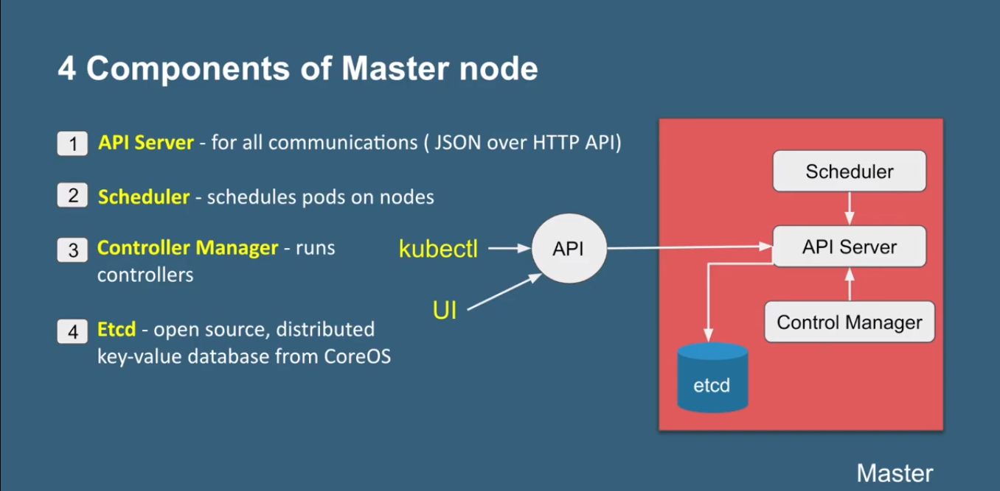 4 Components of Master node
1 API Server - for all communications ( JSON over HTTP API)
2 Scheduler - schedules pods on nodes
3 Controller Manager - runs
controllers
4 Etcd - open source, distributed
key-value database from CoreOS
kubectl
UI
API
Scheduler
API Server
Control Manager
etcd
Master